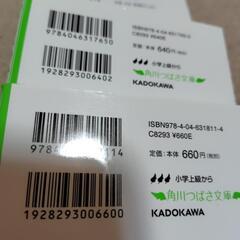 9784046317650
1928293006402
C8293 ¥640E
定価:本体 640円(税別)
小学上級から
角川つばさ文庫
KADOKAWA
1928293006600
ISBN978-4-04-631811-4
C8293 ¥660E
定価:本体 660円(税別)
小学上級から
角川つばさ文庫
KADOKAWA